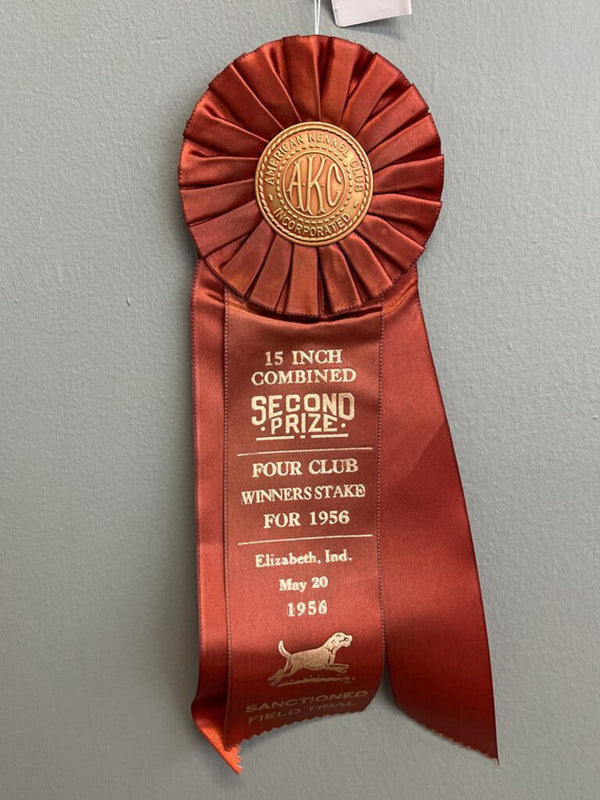 AMERICAN KENNEL CLUB
AKC
INCORPORATED
15 INCH
COMBINED
SECOND
PRIZE
FOUR CLUB
WINNERS STAKE
FOR 1956
Elizabeth, Ind.
May 20
1956
SANCTIONED
FIELD TRIAL